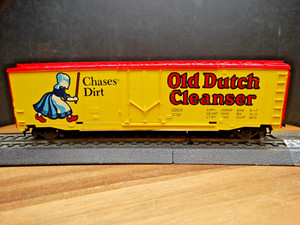 Chases
Dirt
Old Dutch
Cleanser